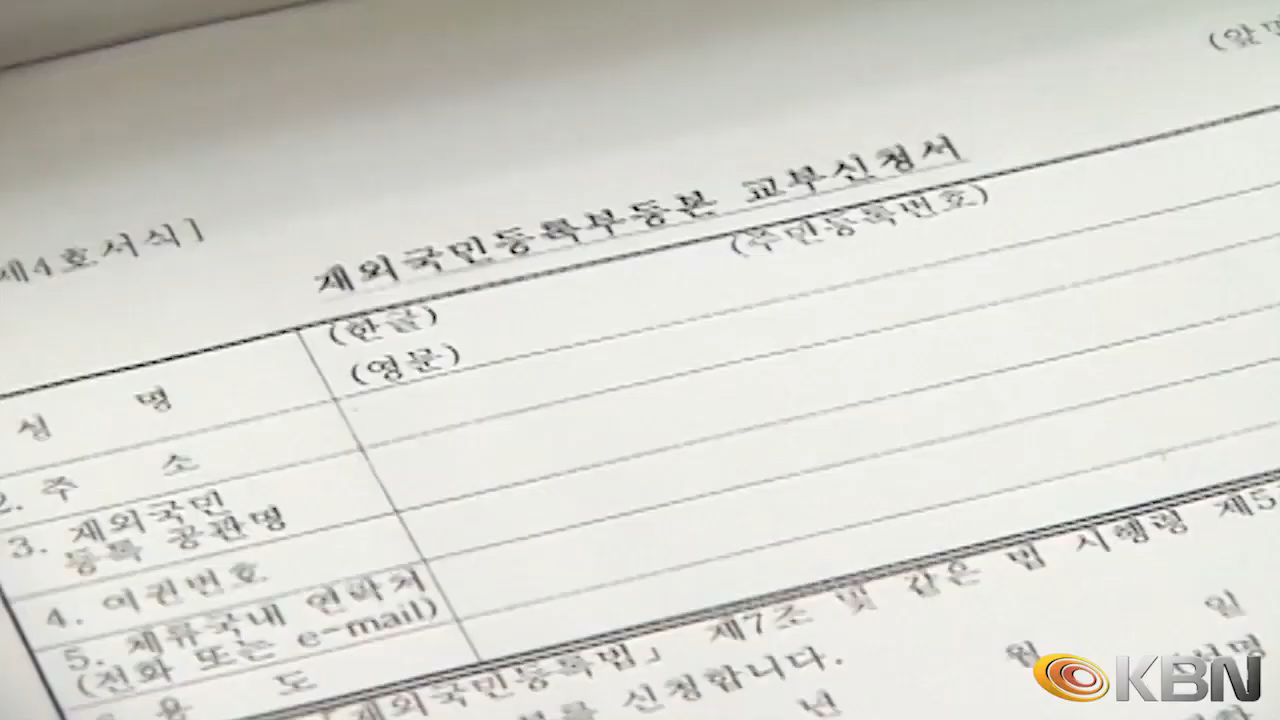 (앞면
제4호서식]
재외국민등록부등본 교부신청서
성 명
(한글)
(주민등록번호)
(영문)
2. 주 소
3. 재외국민
등록 공관명
4. 여권번호
5. 체류국내 연락처
(전화 또는 e-mail)
용 도
재외국민등록법」 제7조 및 같은 법 시행령 제5
신청합니다.
년 월 일
KBN